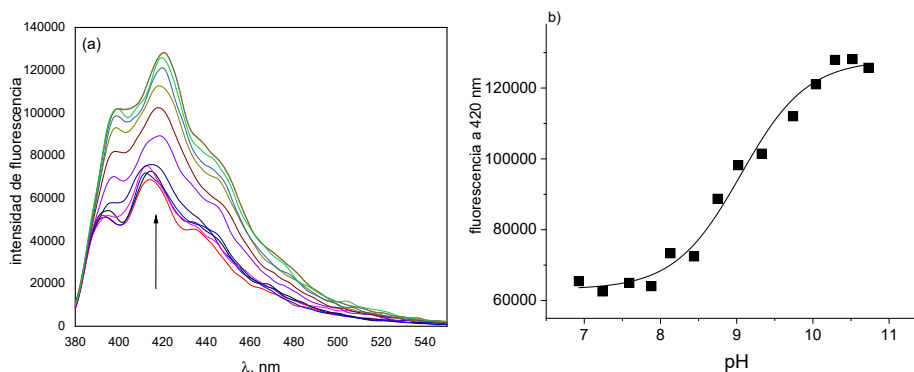 (a)
intensidad de fluorescencia
140000
120000
100000
80000
60000
40000
20000
0
380 400 420 440 460 480 500 520 540
λ, nm
b)
fluorescencia a 420 nm
120000
100000
80000
60000
7 8 9 10 11
pH